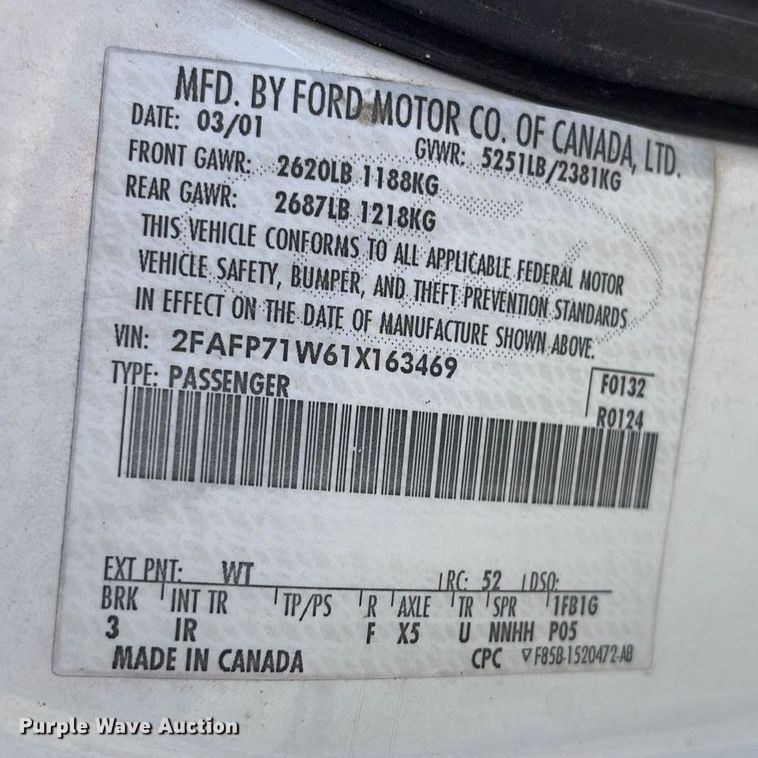 MFD. BY FORD MOTOR CO. OF CANADA, LTD.
DATE: 03/01
GVWR: 5251LB/2381KG
FRONT GAWR: 2620LB 1188KG
REAR GAWR: 2687LB 1218KG
THIS VEHICLE CONFORMS TO ALL APPLICABLE FEDERAL MOTOR
VEHICLE SAFETY, BUMPER, AND THEFT PREVENTION STANDARDS
IN EFFECT ON THE DATE OF MANUFACTURE SHOWN ABOVE.
VIN: 2FAFP71W61X163469
TYPE: PASSENGER
F0132
R0124
EXT PNT: WT RC: 52 DSO:
BRK INT TR TP/PS R AXLE TR SPR 1FB1G
3 IR F X5 U NNHH P05
MADE IN CANADA CPC ▽F85B-1520472-AB
Purple Wave Auction